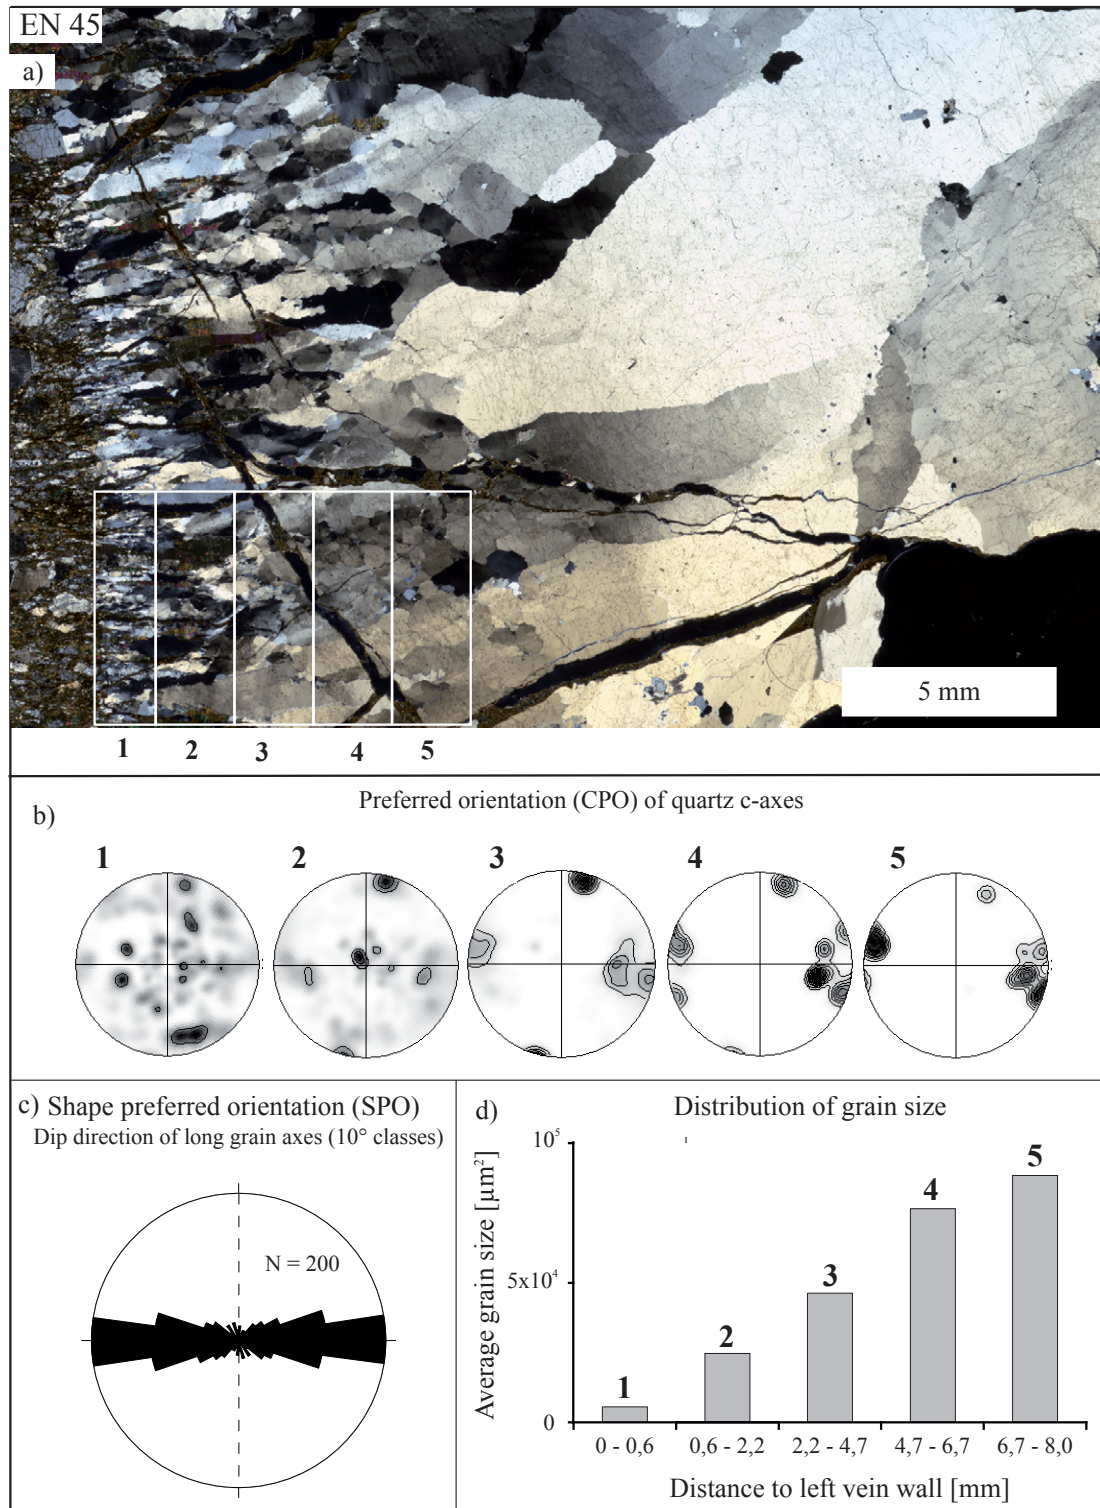 EN 45
a)
5 mm
1 2 3 4 5
Preferred orientation (CPO) of quartz c-axes
b)
1 2 3 4 5
c) Shape preferred orientation (SPO)
Dip direction of long grain axes (10° classes)
N = 200
d) Distribution of grain size
Average grain size [µm²]
10⁵
5x10⁴
0
1
2
3
4
5
0 - 0,6 0,6 - 2,2 2,2 - 4,7 4,7 - 6,7 6,7 - 8,0
Distance to left vein wall [mm]